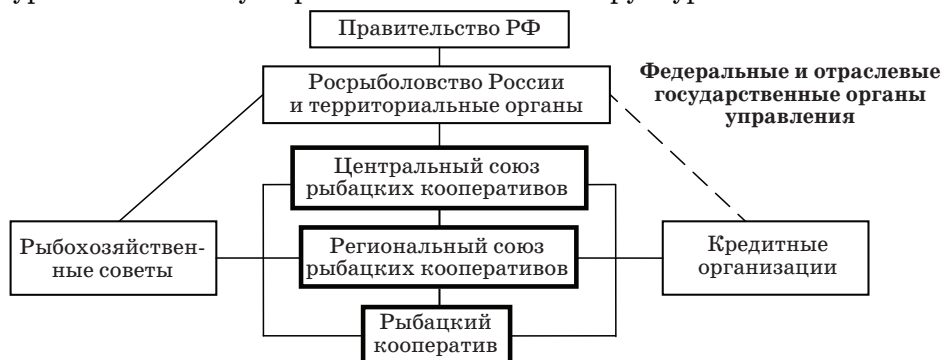 Правительство РФ
Росрыболовство России
и территориальные органы
Федеральные и отраслевые
государственные органы
управления
Центральный союз
рыбацких кооперативов
Рыбохозяйствен-
ные советы
Региональный союз
рыбацких кооперативов
Кредитные
организации
Рыбацкий
кооператив